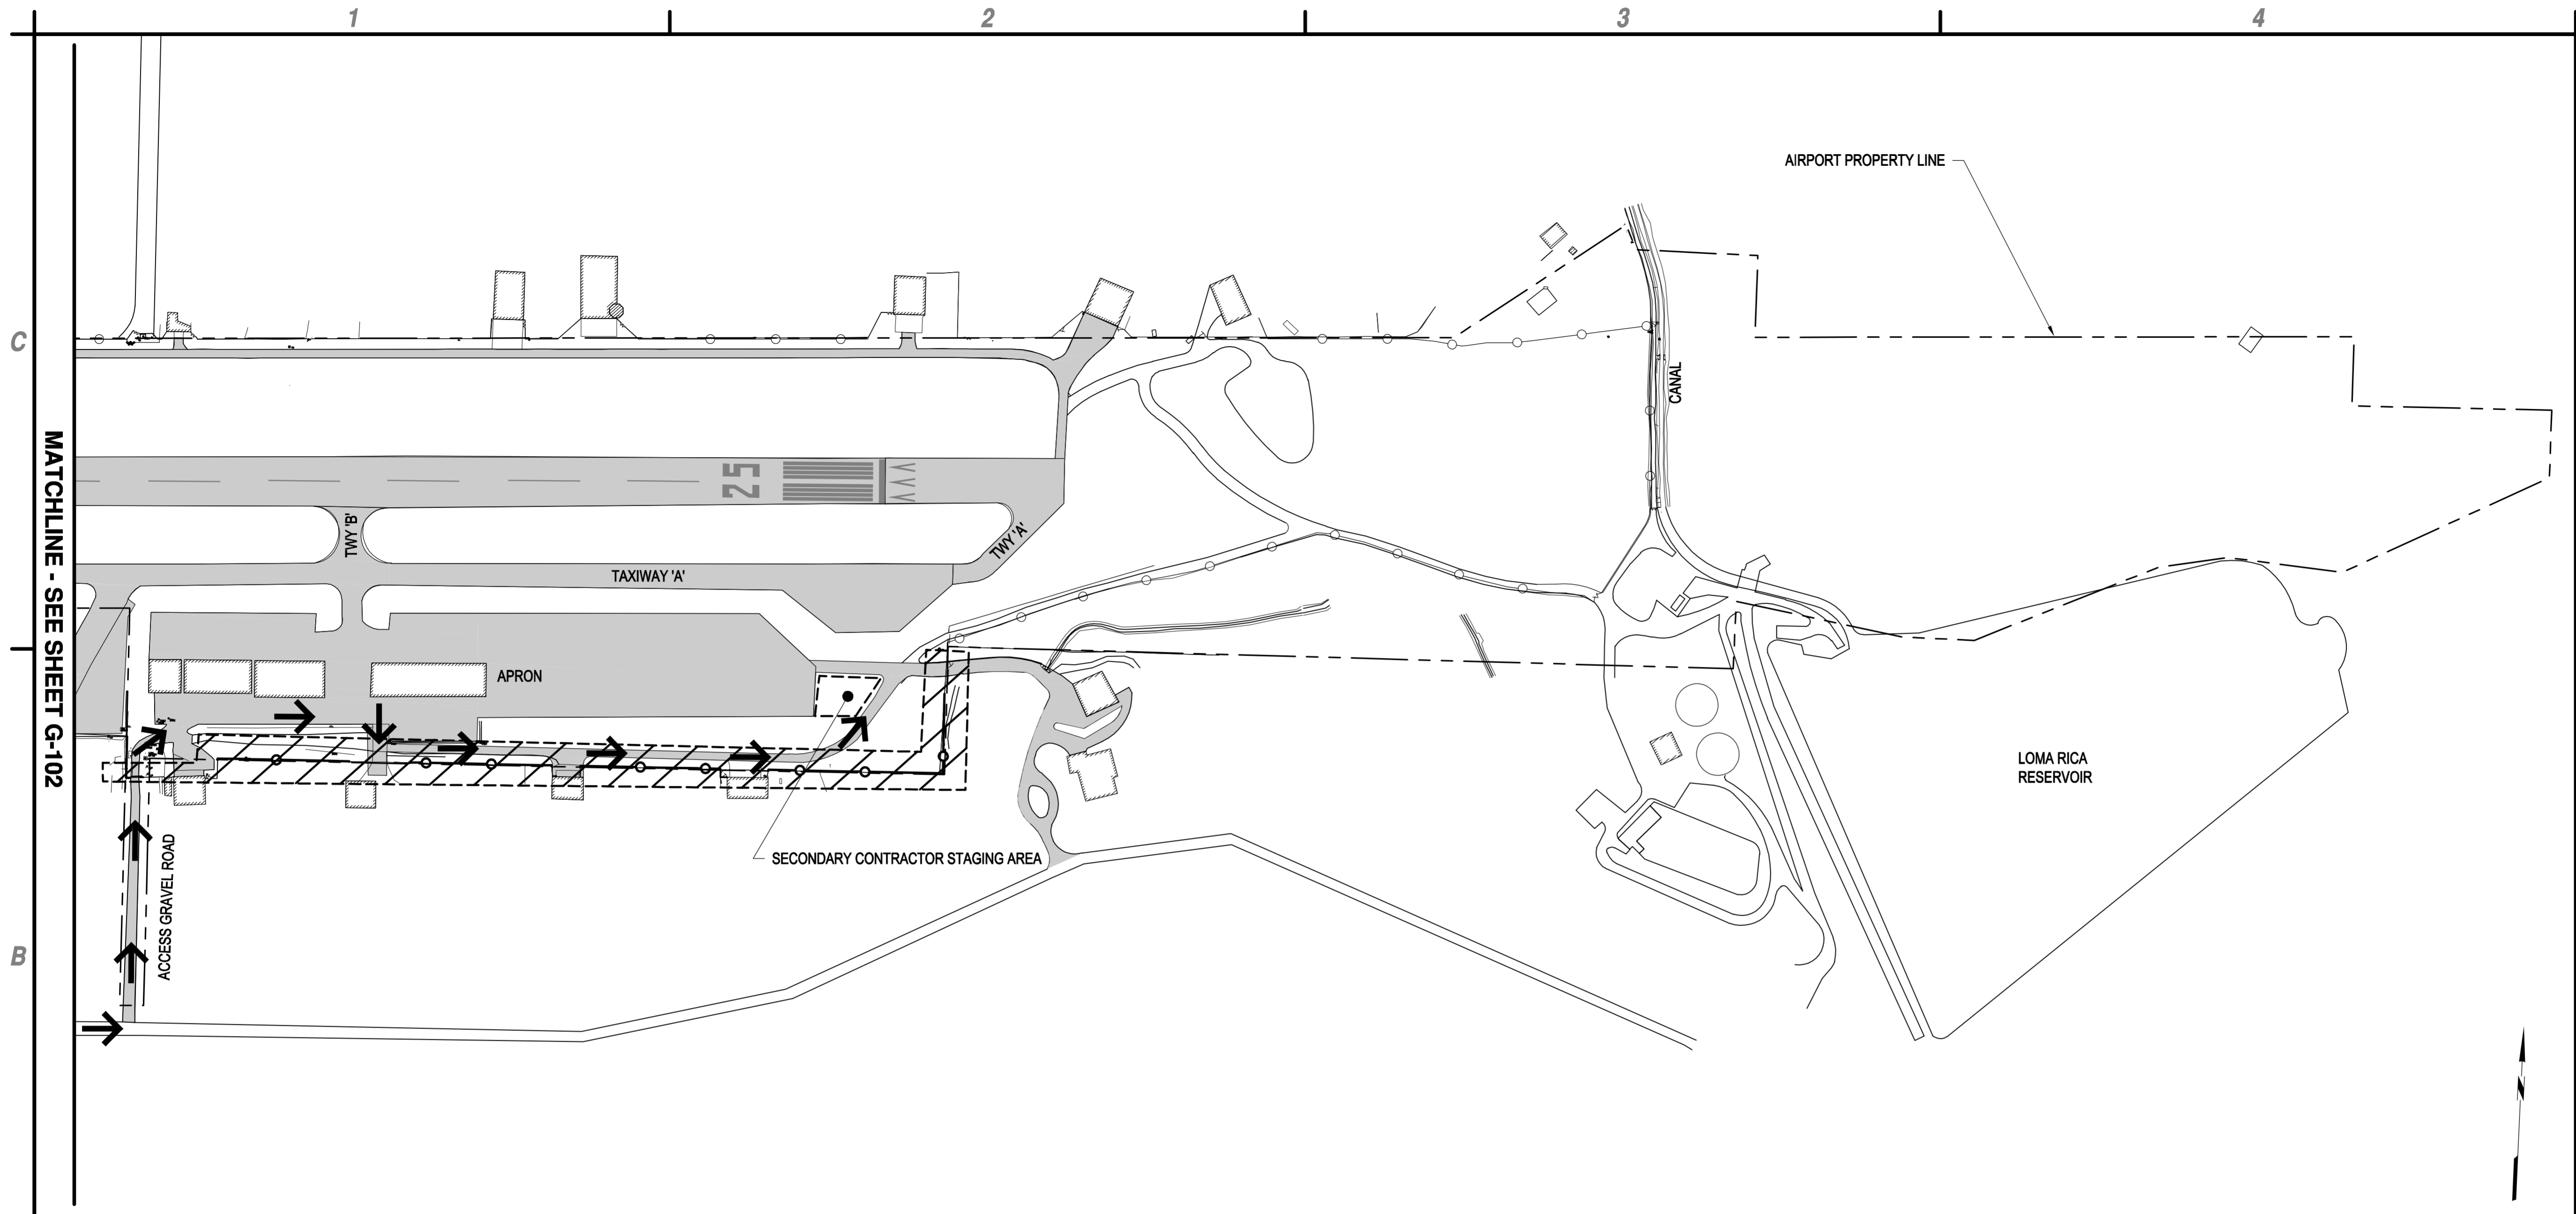 1 2 3 4
AIRPORT PROPERTY LINE
C
CANAL
25
TWY 'B'
TWY 'A'
TAXIWAY 'A'
MATCHLINE - SEE SHEET G-102
APRON
LOMA RICA
RESERVOIR
SECONDARY CONTRACTOR STAGING AREA
ACCESS GRAVEL ROAD
B
N